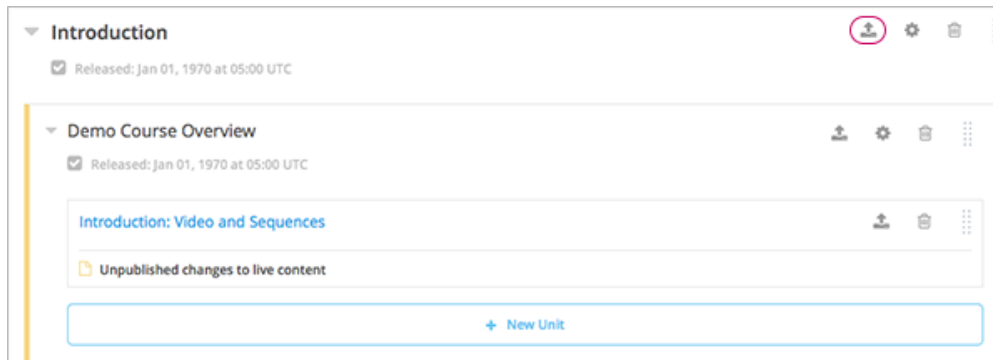 Introduction
Released: Jan 01, 1970 at 05:00 UTC
Demo Course Overview
Released: Jan 01, 1970 at 05:00 UTC
Introduction: Video and Sequences
Unpublished changes to live content
+ New Unit